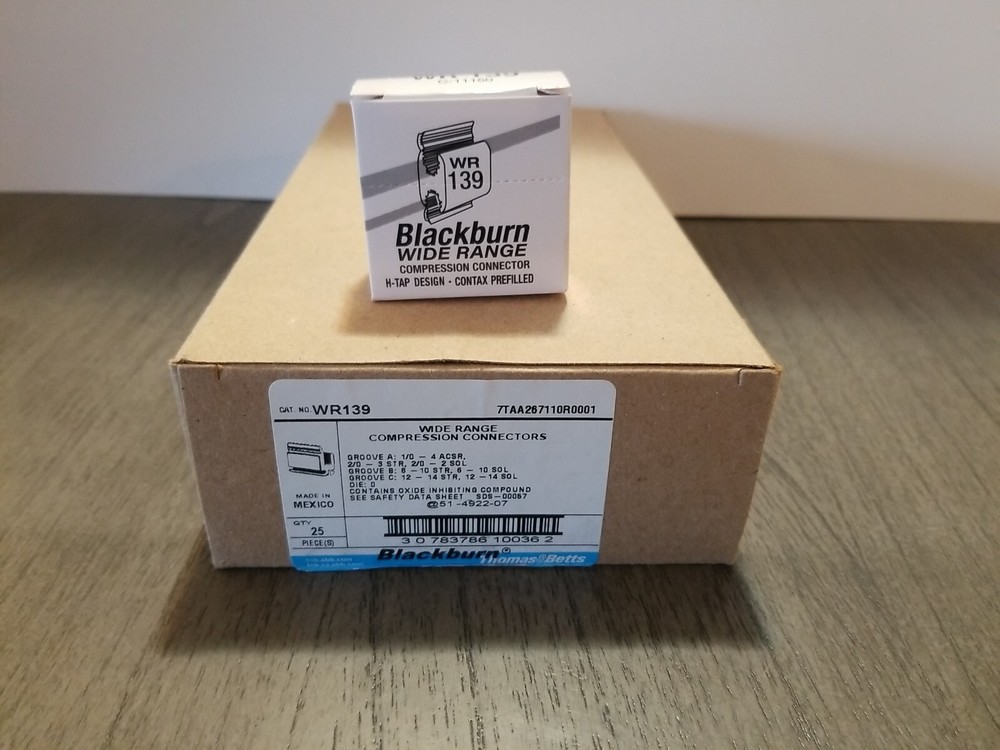 WR 139
C-11180
WR
139
Blackburn
WIDE RANGE
COMPRESSION CONNECTOR
H-TAP DESIGN • CONTAX PREFILLED
CAT. NO. WR139 7TAA267110R0001
WIDE RANGE
COMPRESSION CONNECTORS
GROOVE A: 1/0 – 4 ACSR,
2/0 – 3 STR, 2/0 – 2 SOL
GROOVE B: 8 – 10 STR, 6 – 10 SOL
GROOVE C: 12 – 14 STR, 12 – 14 SOL
DIE: O
CONTAINS OXIDE INHIBITING COMPOUND
SEE SAFETY DATA SHEET SDS-00067
@51-4922-07
MADE IN
MEXICO
QTY
25
PIECE(S)
3 0 783786 10036 2
Blackburn®
Thomas&Betts